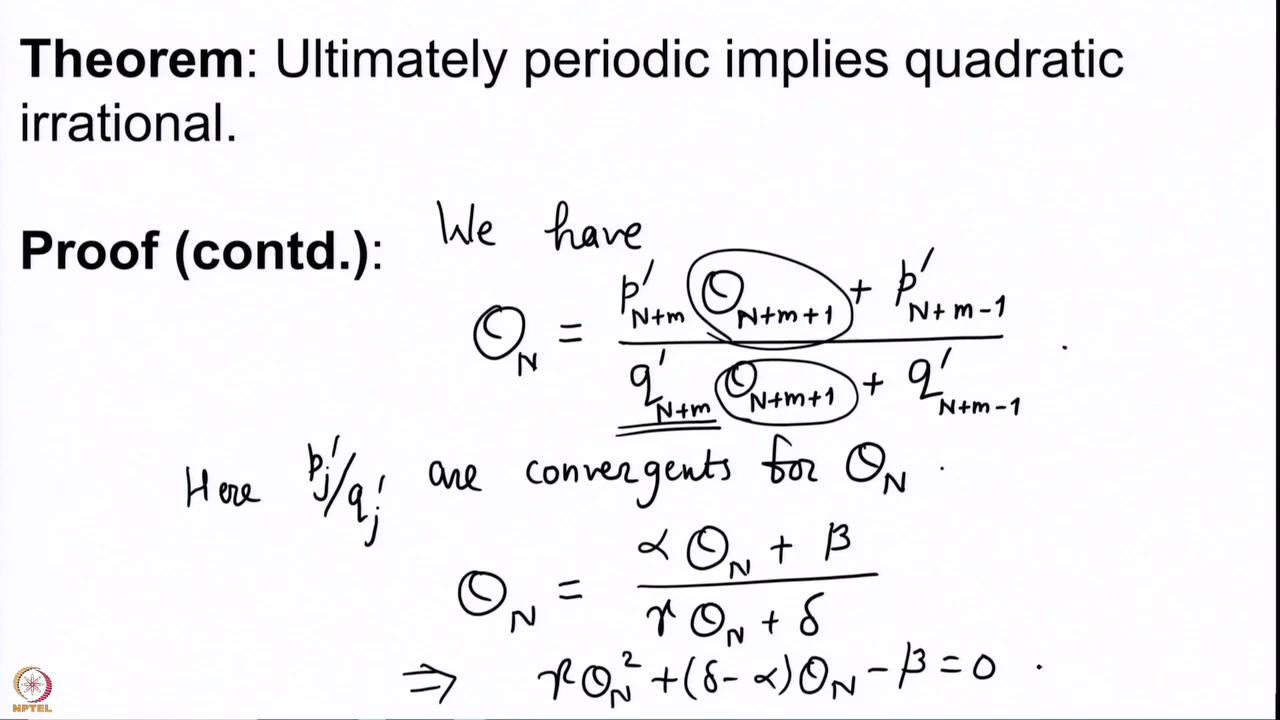 Theorem: Ultimately periodic implies quadratic
irrational.
Proof (contd.): We have
θ_N = (p'_{N+m} θ_{N+m+1} + p'_{N+m-1}) / (q'_{N+m} θ_{N+m+1} + q'_{N+m-1}) .
Here p'_j/q'_j are convergents for θ_N .
θ_N = (α θ_N + β) / (γ θ_N + δ)
⇒ γ θ_N^2 + (δ - α) θ_N - β = 0 .
NPTEL